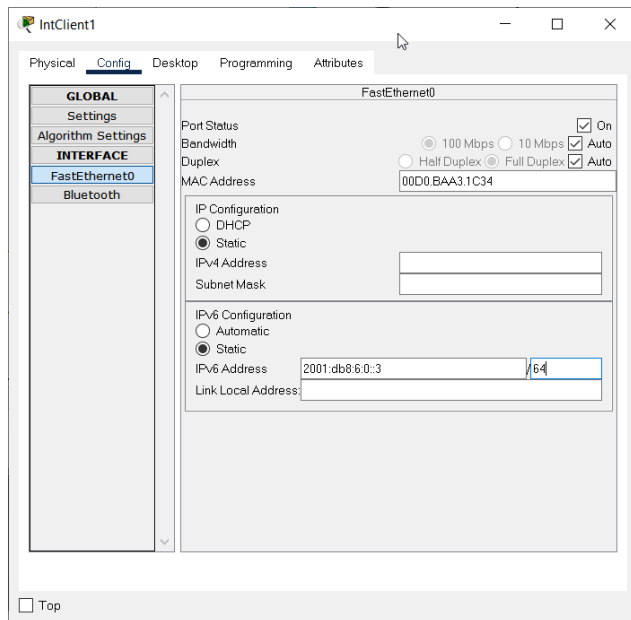 IntClient1
Physical Config Desktop Programming Attributes
GLOBAL
Settings
Algorithm Settings
INTERFACE
FastEthernet0
Bluetooth
FastEthernet0
Port Status On
Bandwidth 100 Mbps 10 Mbps Auto
Duplex Half Duplex Full Duplex Auto
MAC Address 00D0.BAA3.1C34
IP Configuration
DHCP
Static
IPv4 Address
Subnet Mask
IPv6 Configuration
Automatic
Static
IPv6 Address 2001:db8:6:0::3 / 64
Link Local Address:
Top